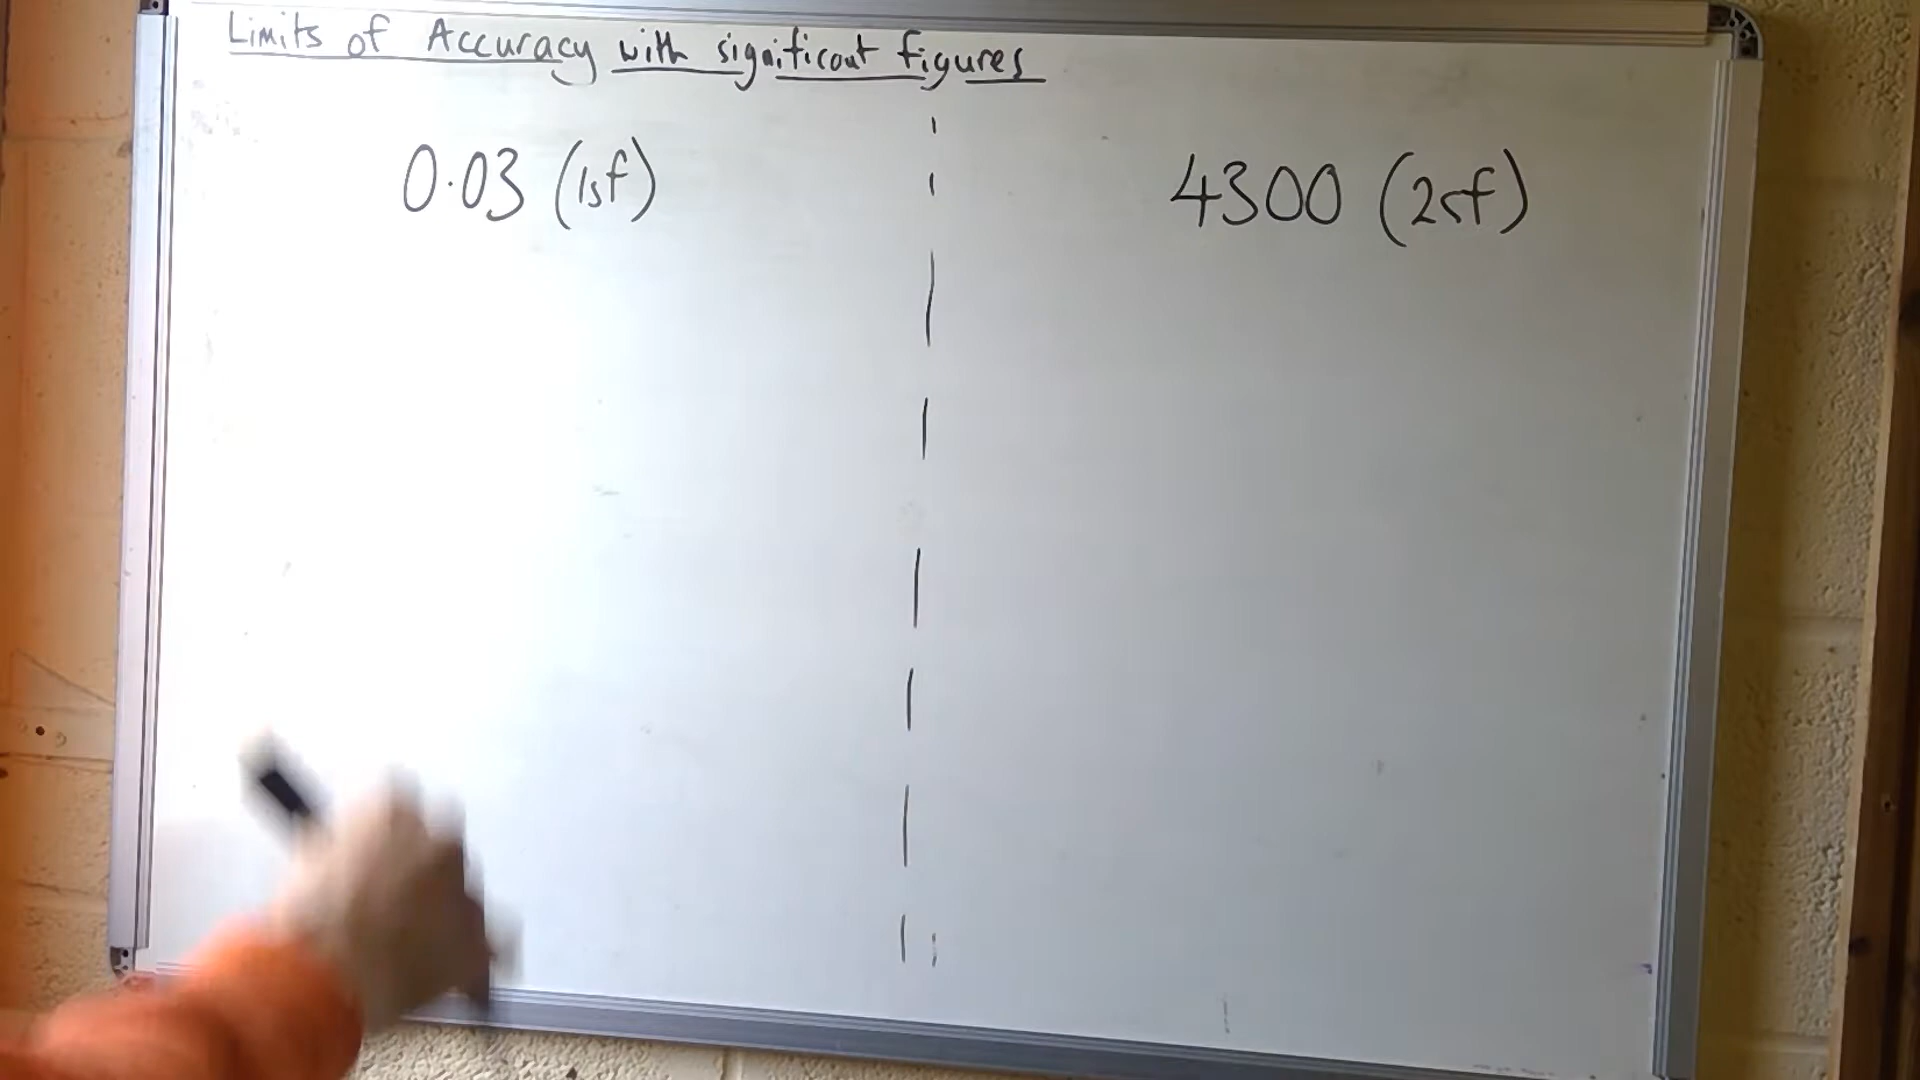 Limits of Accuracy with significant figures
0.03 (1sf)
4300 (2sf)